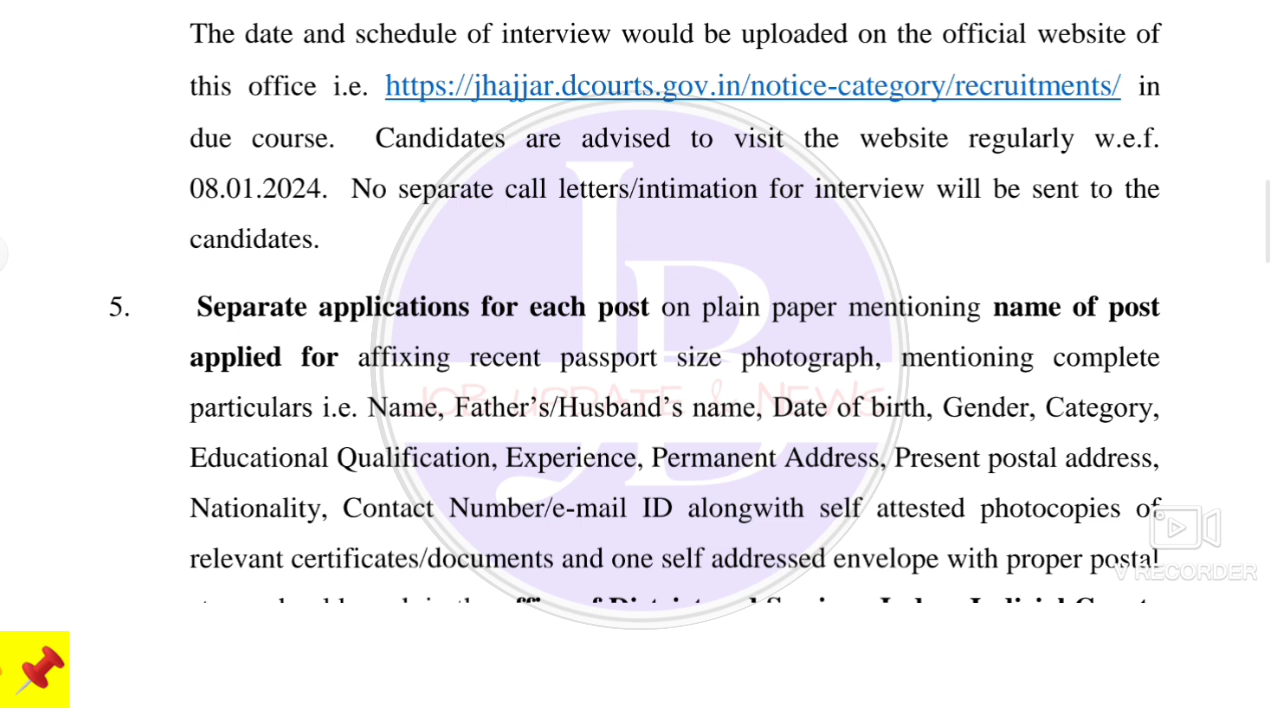 The date and schedule of interview would be uploaded on the official website of
this office i.e. https://jhajjar.dcourts.gov.in/notice-category/recruitments/ in
due course. Candidates are advised to visit the website regularly w.e.f.
08.01.2024. No separate call letters/intimation for interview will be sent to the
candidates.
5. Separate applications for each post on plain paper mentioning name of post
applied for affixing recent passport size photograph, mentioning complete
JOB UPDATE & NEWS
particulars i.e. Name, Father's/Husband's name, Date of birth, Gender, Category,
Educational Qualification, Experience, Permanent Address, Present postal address,
Nationality, Contact Number/e-mail ID alongwith self attested photocopies of
relevant certificates/documents and one self addressed envelope with proper postal
V RECORDER